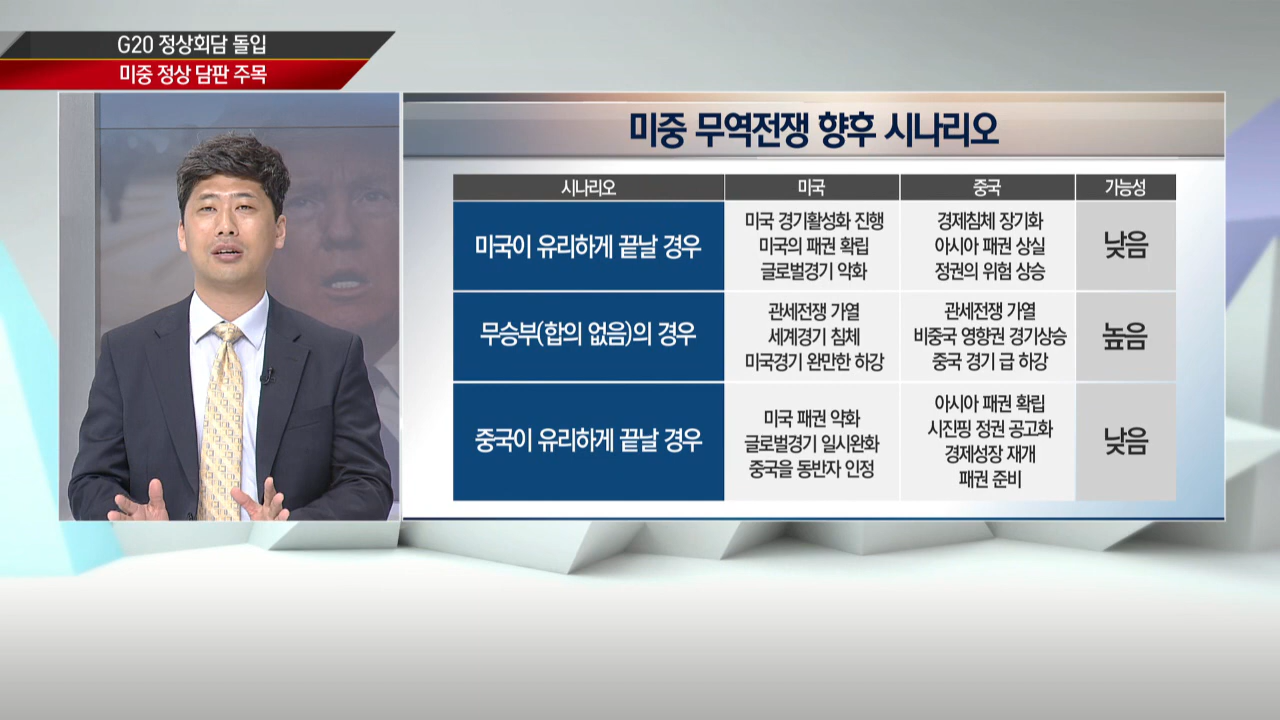 G20 정상회담 돌입
미중 정상 담판 주목
미중 무역전쟁 향후 시나리오
시나리오 미국 중국 가능성
미국이 유리하게 끝날 경우
미국 경기활성화 진행
미국의 패권 확립
글로벌경기 악화
경제침체 장기화
아시아 패권 상실
정권의 위험 상승
낮음
무승부(합의 없음)의 경우
관세전쟁 가열
세계경기 침체
미국경기 완만한 하강
관세전쟁 가열
비중국 영향권 경기상승
중국 경기 급 하강
높음
중국이 유리하게 끝날 경우
미국 패권 약화
글로벌경기 일시완화
중국을 동반자 인정
아시아 패권 확립
시진핑 정권 공고화
경제성장 재개
패권 준비
낮음